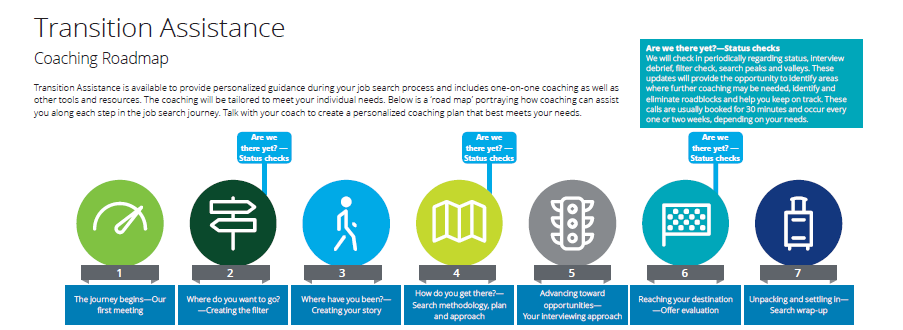 Transition Assistance
Coaching Roadmap
Transition Assistance is available to provide personalized guidance during your job search process and includes one-on-one coaching as well as
other tools and resources. The coaching will be tailored to meet your individual needs. Below is a ‘road map’ portraying how coaching can assist
you along each step in the job search journey. Talk with your coach to create a personalized coaching plan that best meets your needs.
Are we there yet?—Status checks
We will check in periodically regarding status, interview
debrief, filter check, search peaks and valleys. These
updates will provide the opportunity to identify areas
where further coaching may be needed, identify and
eliminate roadblocks and help you keep on track. These
calls are usually booked for 30 minutes and occur every
one or two weeks, depending on your needs.
Are we
there yet? —
Status checks
Are we
there yet? —
Status checks
Are we
there yet? —
Status checks
1
The journey begins—Our
first meeting
2
Where do you want to go?
—Creating the filter
3
Where have you been?—
Creating your story
4
How do you get there?—
Search methodology, plan
and approach
5
Advancing toward
opportunities—
Your interviewing approach
6
Reaching your destination
—Offer evaluation
7
Unpacking and settling in—
Search wrap-up